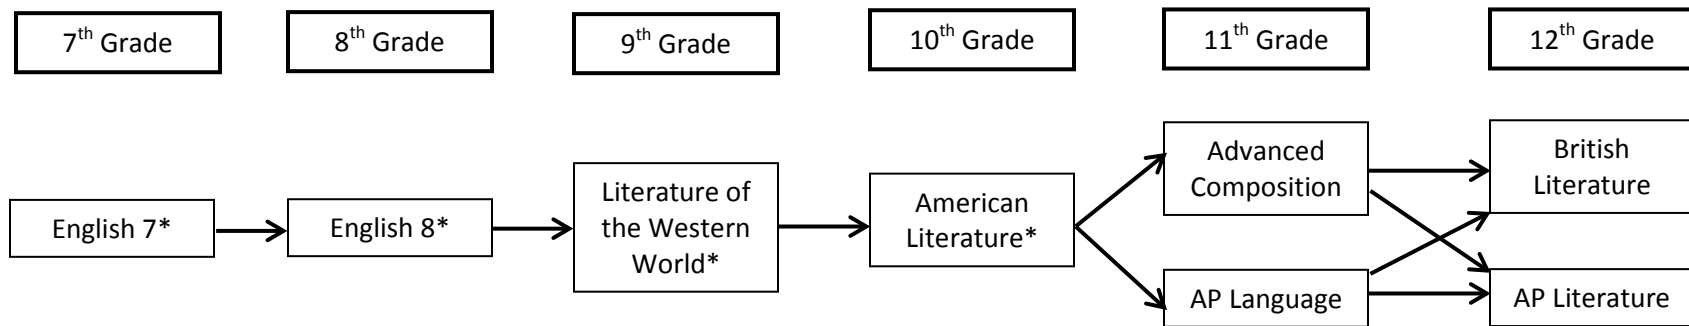 7th Grade
8th Grade
9th Grade
10th Grade
11th Grade
12th Grade
English 7*
English 8*
Literature of
the Western
World*
American
Literature*
Advanced
Composition
British
Literature
AP Language
AP Literature